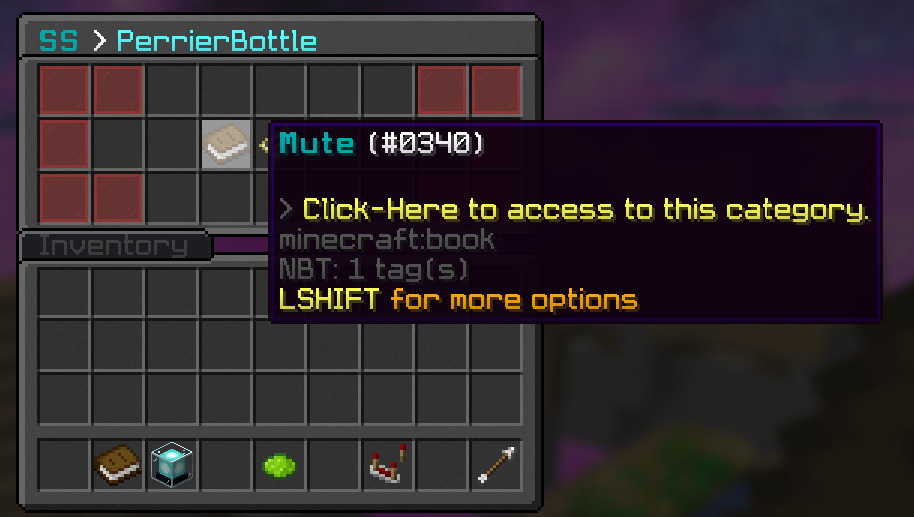 SS > PerrierBottle
Mute (#0340)
> Click-Here to access to this category.
minecraft:book
NBT: 1 tag(s)
LSHIFT for more options
Inventory